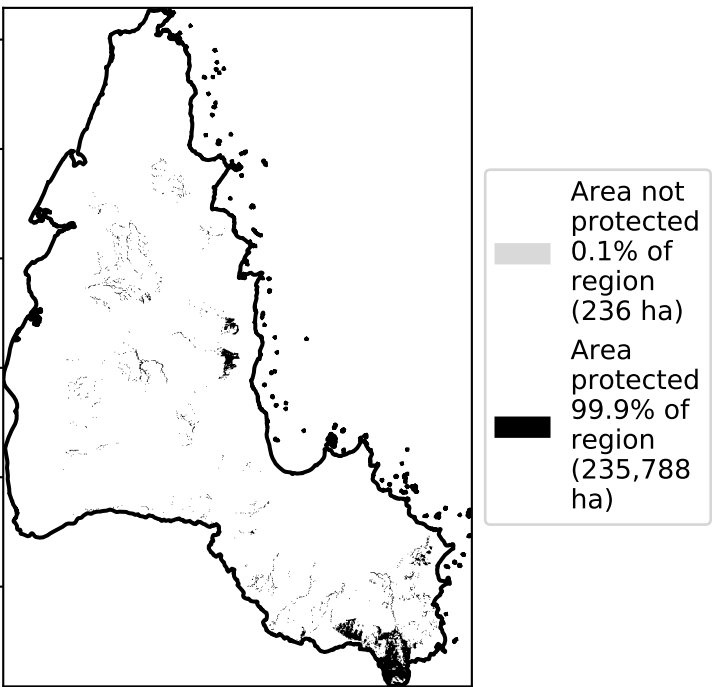 Area not
protected
0.1% of
region
(236 ha)
Area
protected
99.9% of
region
(235,788
ha)